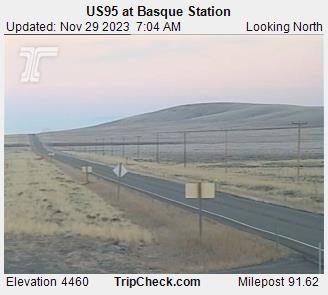 US95 at Basque Station
Updated: Nov 29 2023 7:04 AM Looking North
Elevation 4460 TripCheck.com Milepost 91.62